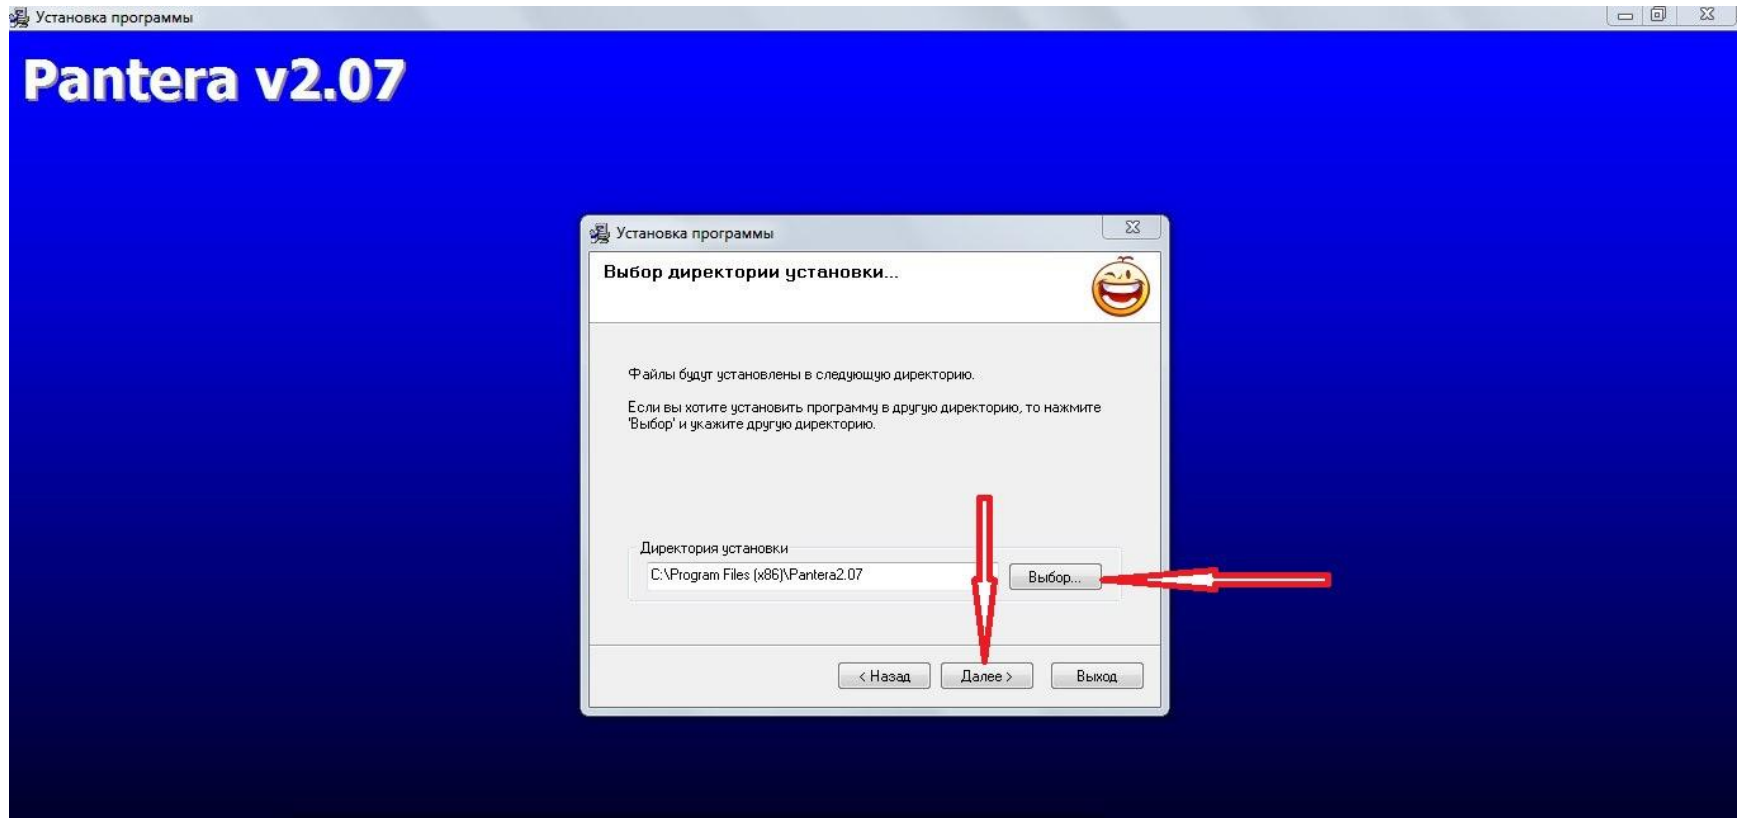 Установка программы
Pantera v2.07
Установка программы
Выбор директории установки...
Файлы будут установлены в следующую директорию.
Если вы хотите установить программу в другую директорию, то нажмите
'Выбор' и укажите другую директорию.
Директория установки
C:\Program Files (x86)\Pantera2.07
Выбор...
< Назад
Далее >
Выход